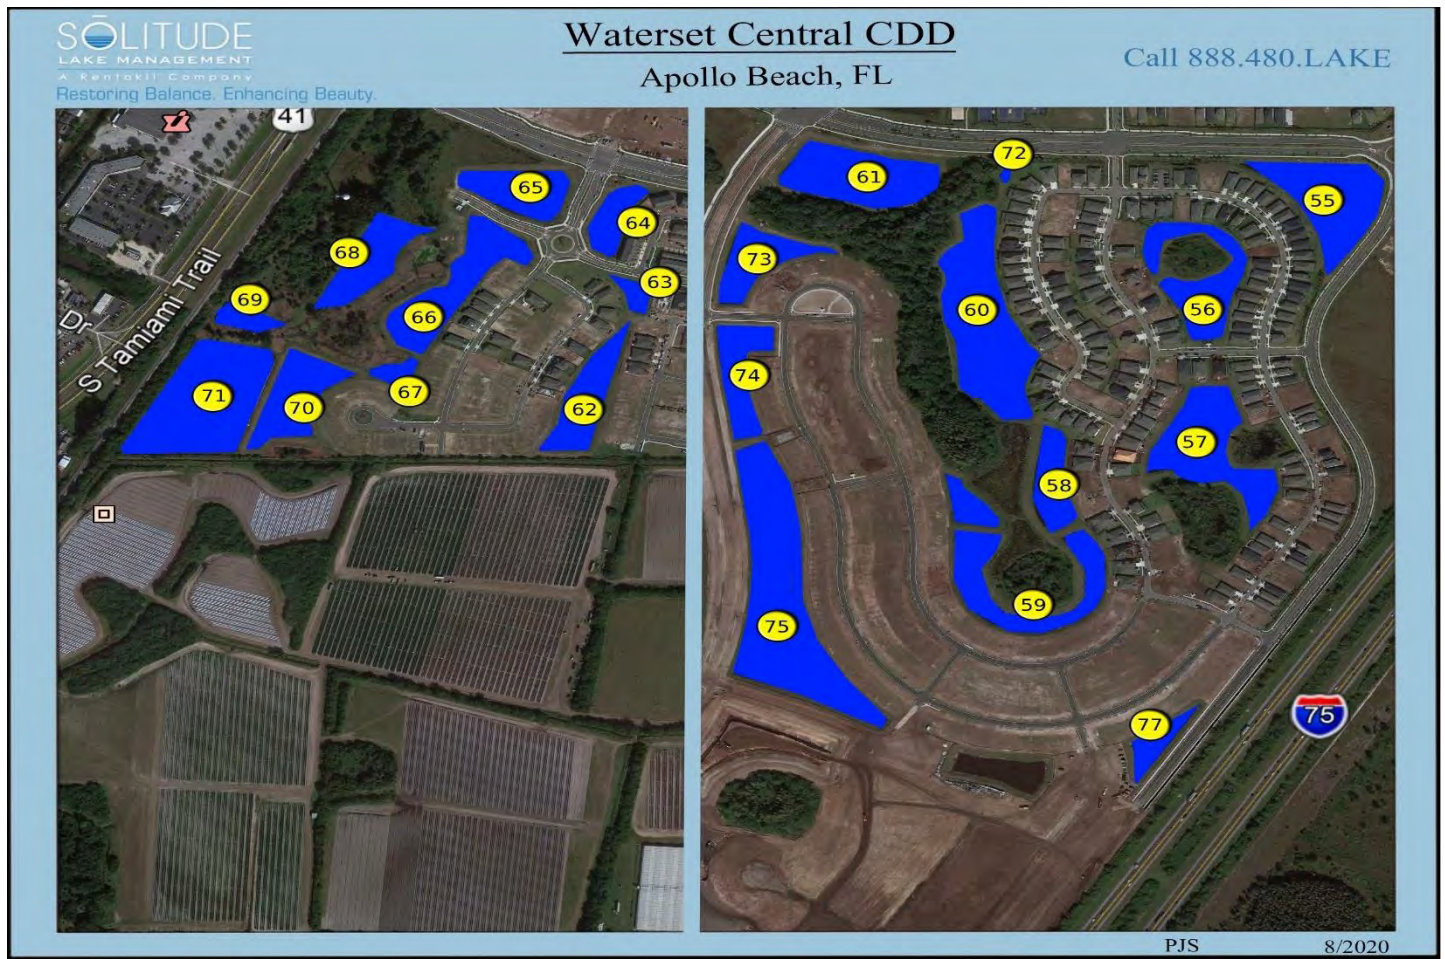 SŌLITUDE
LAKE MANAGEMENT
A Rentokil Company
Restoring Balance. Enhancing Beauty.
Waterset Central CDD
Apollo Beach, FL
Call 888.480.LAKE
41
65
64
68
63
69
66
71
70
67
62
S Tamiami Trail
Dr
72
61
55
73
56
60
74
57
58
59
75
77
75
PJS
8/2020